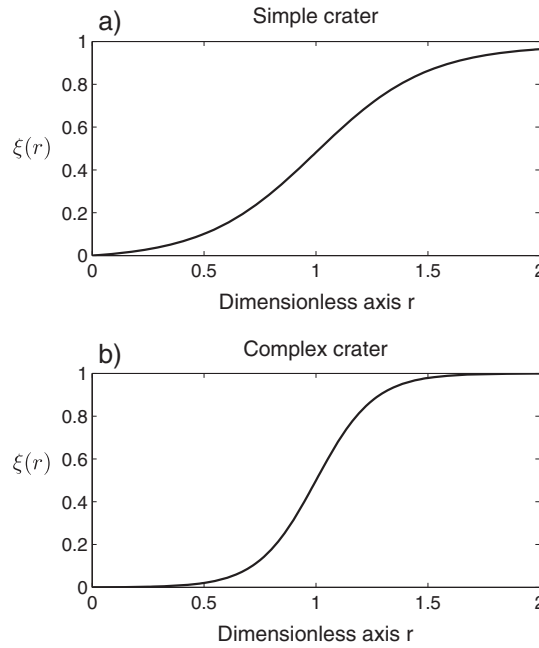 a)
Simple crater
1
0.8
0.6
ξ(r)
0.4
0.2
0
0 0.5 1 1.5 2
Dimensionless axis r
b)
Complex crater
1
0.8
0.6
ξ(r)
0.4
0.2
0
0 0.5 1 1.5 2
Dimensionless axis r